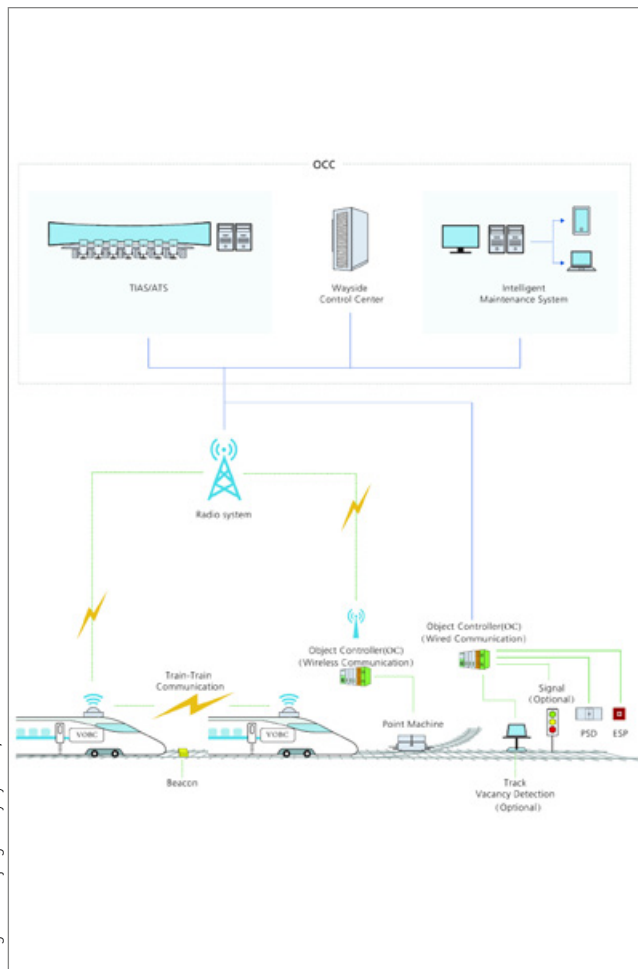 OCC
TIAS/ATS
Wayside
Control Center
Intelligent
Maintenance System
Radio system
Object Controller(OC)
(Wireless Communication)
Object Controller(OC)
(Wired Communication)
Train-Train
Communication
Signal
(Optional)
Point Machine
PSD
ESP
VOBC
VOBC
Beacon
Track
Vacancy Detection
(Optional)